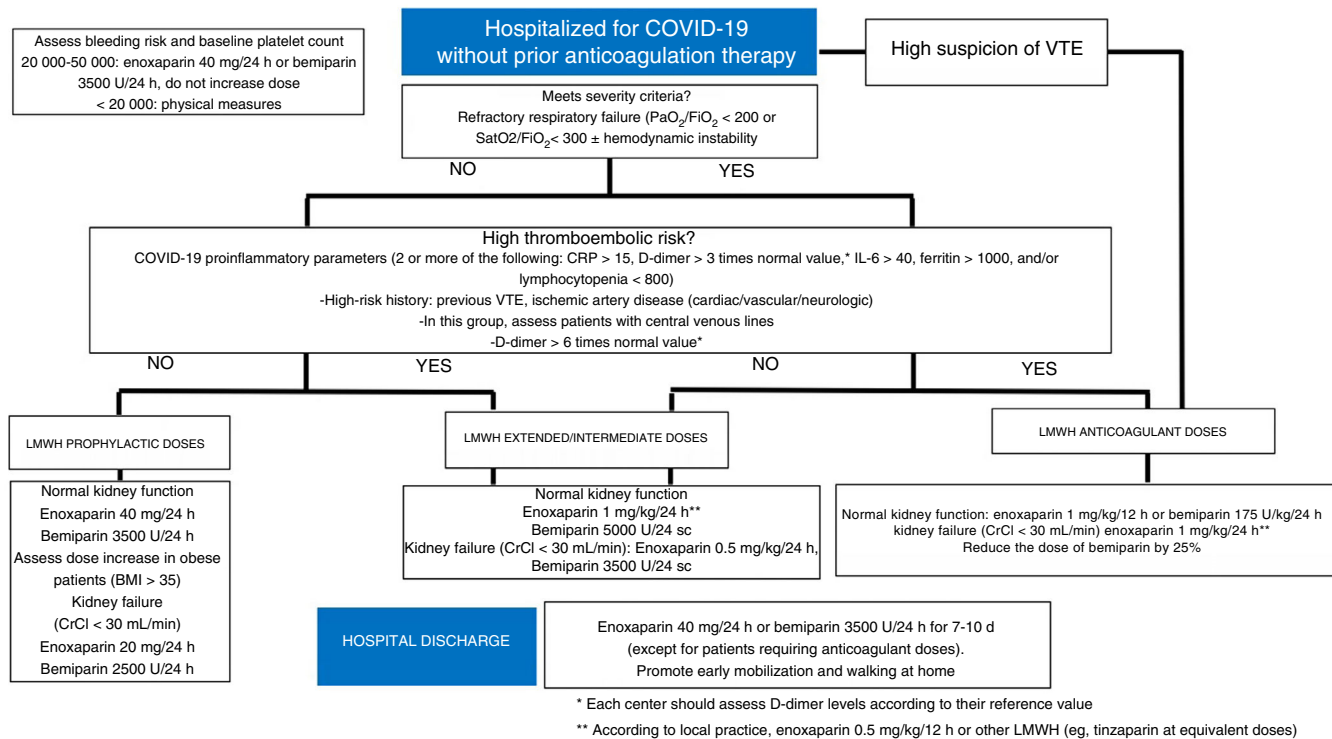 Hospitalized for COVID-19
without prior anticoagulation therapy
High suspicion of VTE
Assess bleeding risk and baseline platelet count
20 000-50 000: enoxaparin 40 mg/24 h or bemiparin
3500 U/24 h, do not increase dose
< 20 000: physical measures
Meets severity criteria?
Refractory respiratory failure (PaO2/FiO2 < 200 or
SatO2/FiO2< 300 ± hemodynamic instability
NO
YES
High thromboembolic risk?
COVID-19 proinflammatory parameters (2 or more of the following: CRP > 15, D-dimer > 3 times normal value,* IL-6 > 40, ferritin > 1000, and/or
lymphocytopenia < 800)
-High-risk history: previous VTE, ischemic artery disease (cardiac/vascular/neurologic)
-In this group, assess patients with central venous lines
-D-dimer > 6 times normal value*
NO
YES
NO
YES
LMWH PROPHYLACTIC DOSES
LMWH EXTENDED/INTERMEDIATE DOSES
LMWH ANTICOAGULANT DOSES
Normal kidney function
Enoxaparin 40 mg/24 h
Bemiparin 3500 U/24 h
Assess dose increase in obese
patients (BMI > 35)
Kidney failure
(CrCl < 30 mL/min)
Enoxaparin 20 mg/24 h
Bemiparin 2500 U/24 h
Normal kidney function
Enoxaparin 1 mg/kg/24 h**
Bemiparin 5000 U/24 sc
Kidney failure (CrCl < 30 mL/min): Enoxaparin 0.5 mg/kg/24 h,
Bemiparin 3500 U/24 sc
Normal kidney function: enoxaparin 1 mg/kg/12 h or bemiparin 175 U/kg/24 h
kidney failure (CrCl < 30 mL/min) enoxaparin 1 mg/kg/24 h**
Reduce the dose of bemiparin by 25%
HOSPITAL DISCHARGE
Enoxaparin 40 mg/24 h or bemiparin 3500 U/24 h for 7-10 d
(except for patients requiring anticoagulant doses).
Promote early mobilization and walking at home
* Each center should assess D-dimer levels according to their reference value
** According to local practice, enoxaparin 0.5 mg/kg/12 h or other LMWH (eg, tinzaparin at equivalent doses)